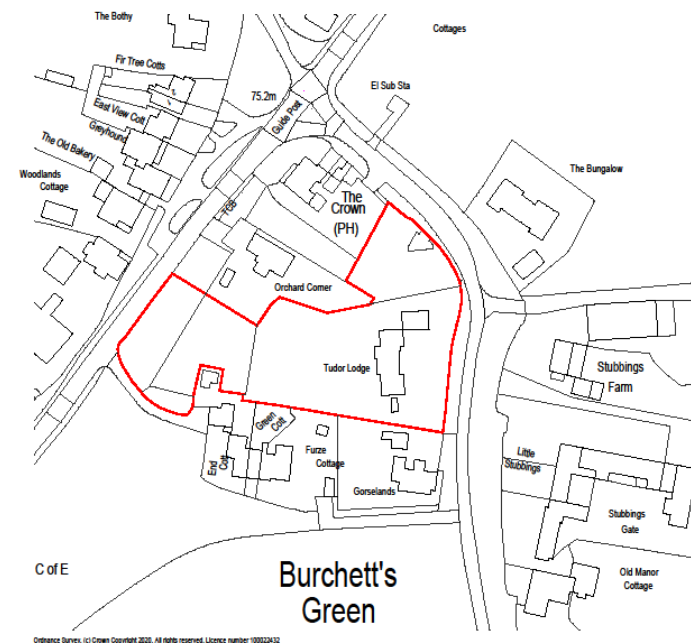 The Bothy
Cottages
Fir Tree Cotts
El Sub Sta
75.2m
East View Cott
Guide Post
Greyhound
The Old Bakery
The Bungalow
Woodlands
Cottage
The
Crown
(PH)
TCB
Orchard Corner
Tudor Lodge
Stubbings
Farm
Green
Cott
End
Cott
Furze
Cottage
Little
Stubbings
Gorselands
Stubbings
Gate
C of E
Burchett's
Green
Old Manor
Cottage
Ordnance Survey, (c) Crown Copyright 2020. All rights reserved. Licence number 100022432